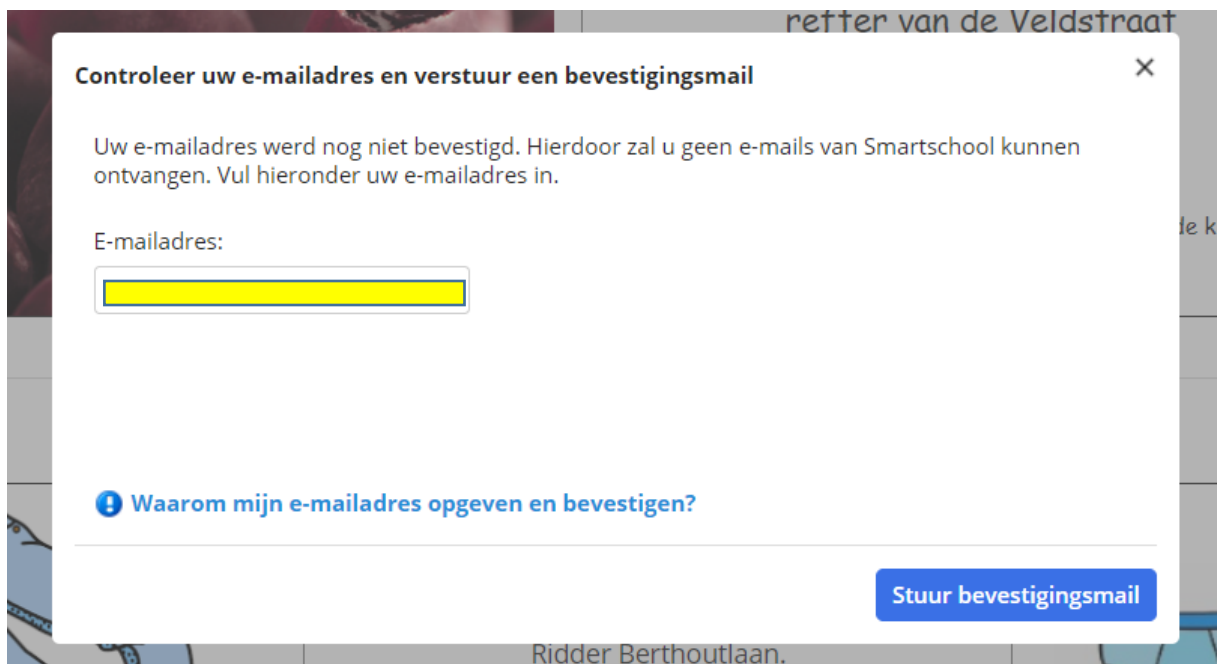 retter van de Veldstraat
Controleer uw e-mailadres en verstuur een bevestigingsmail
Uw e-mailadres werd nog niet bevestigd. Hierdoor zal u geen e-mails van Smartschool kunnen
ontvangen. Vul hieronder uw e-mailadres in.
de k
E-mailadres:
Waarom mijn e-mailadres opgeven en bevestigen?
Stuur bevestigingsmail
Ridder Berthoutlaan.